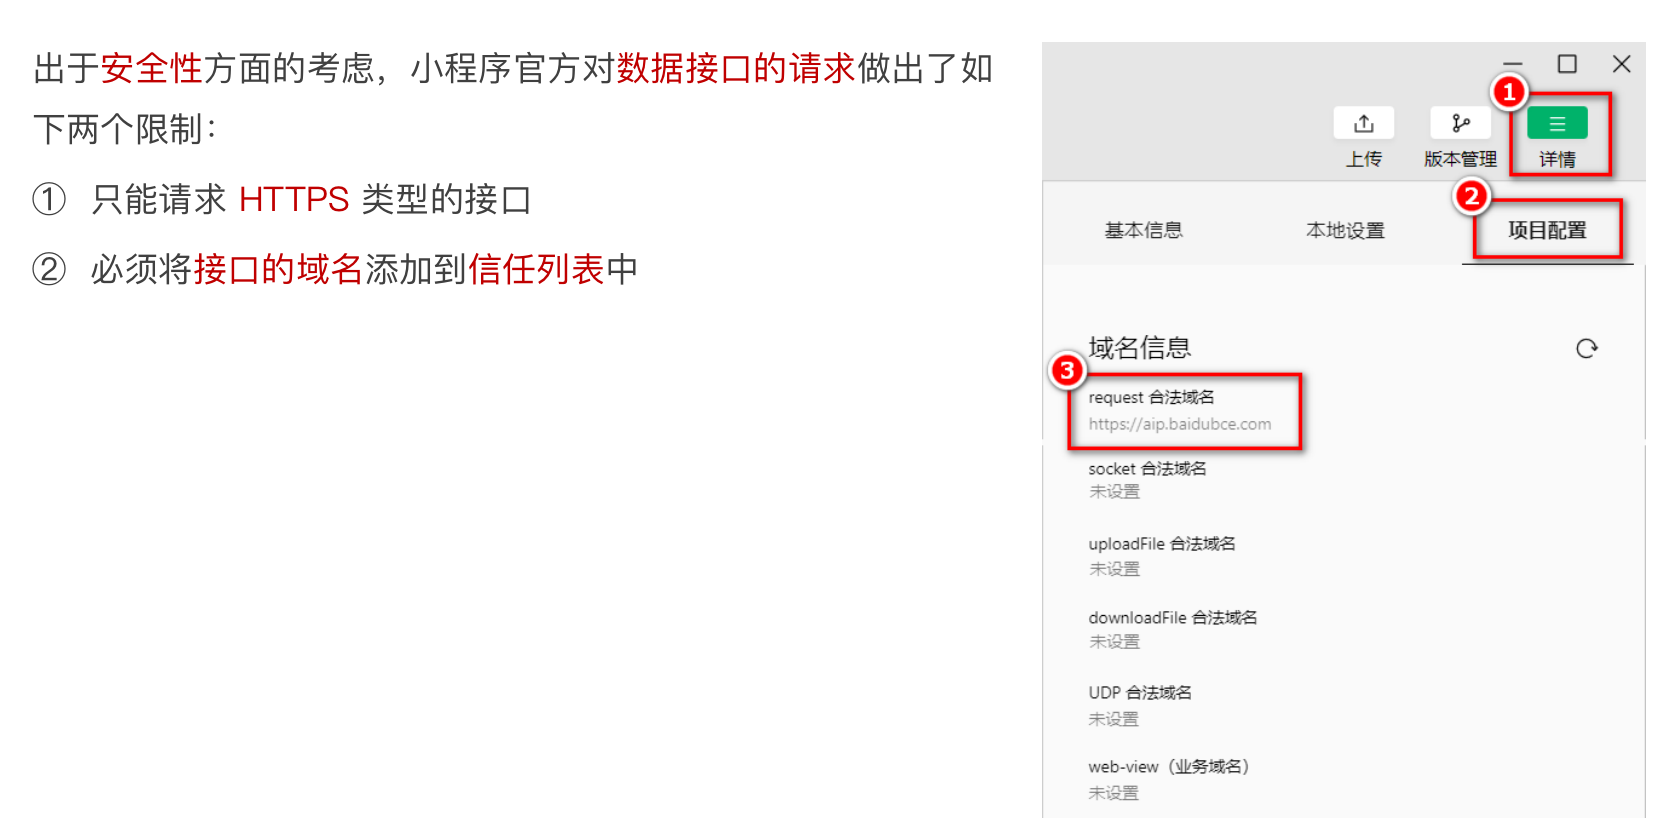 出于安全性方面的考虑，小程序官方对数据接口的请求做出了如
下两个限制：
① 只能请求 HTTPS 类型的接口
② 必须将接口的域名添加到信任列表中
1
上传
版本管理
详情
2
基本信息
本地设置
项目配置
域名信息
3
request 合法域名
https://aip.baidubce.com
socket 合法域名
未设置
uploadFile 合法域名
未设置
downloadFile 合法域名
未设置
UDP 合法域名
未设置
web-view（业务域名）
未设置